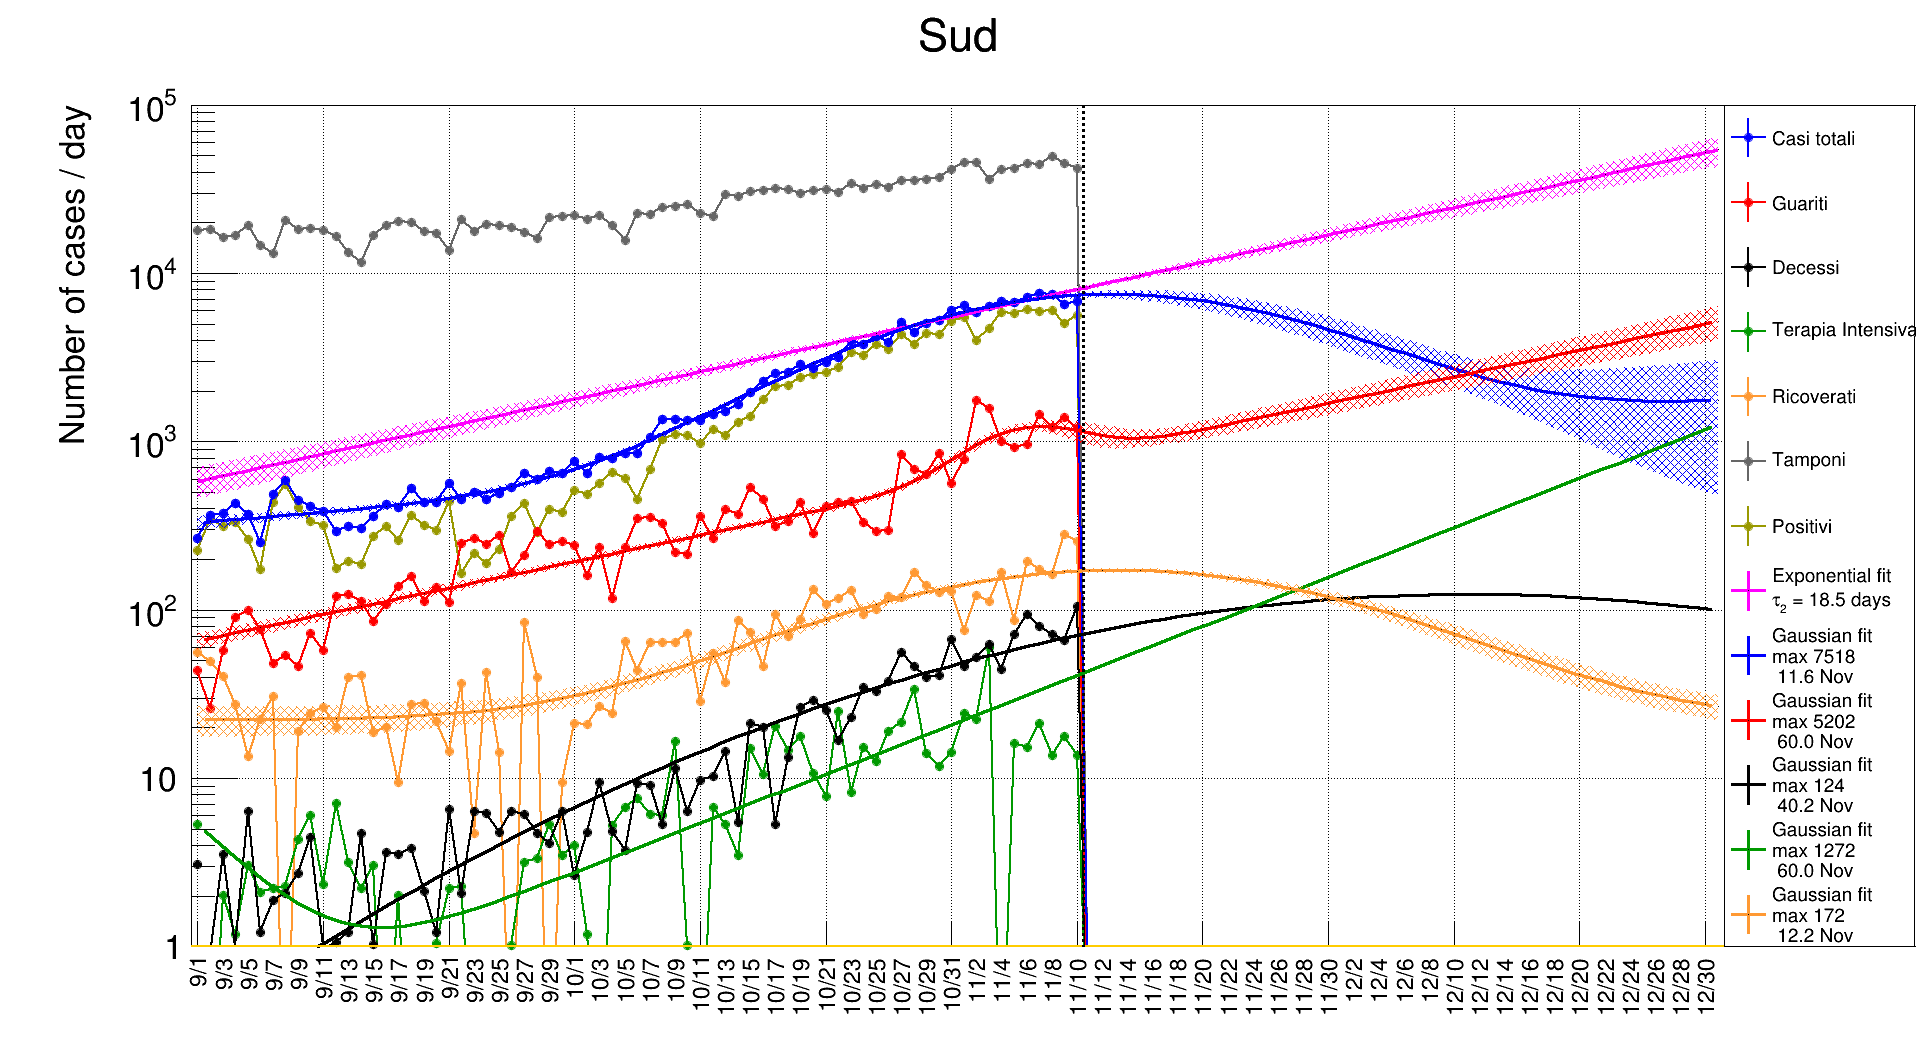 Sud
Number of cases / day
10^5
10^4
10^3
10^2
10
1
9/1
9/3
9/5
9/7
9/9
9/11
9/13
9/15
9/17
9/19
9/21
9/23
9/25
9/27
9/29
10/1
10/3
10/5
10/7
10/9
10/11
10/13
10/15
10/17
10/19
10/21
10/23
10/25
10/27
10/29
10/31
11/2
11/4
11/6
11/8
11/10
11/12
11/14
11/16
11/18
11/20
11/22
11/24
11/26
11/28
11/30
12/2
12/4
12/6
12/8
12/10
12/12
12/14
12/16
12/18
12/20
12/22
12/24
12/26
12/28
12/30
Casi totali
Guariti
Decessi
Terapia Intensiva
Ricoverati
Tamponi
Positivi
Exponential fit
τ2 = 18.5 days
Gaussian fit
max 7518
11.6 Nov
Gaussian fit
max 5202
60.0 Nov
Gaussian fit
max 124
40.2 Nov
Gaussian fit
max 1272
60.0 Nov
Gaussian fit
max 172
12.2 Nov